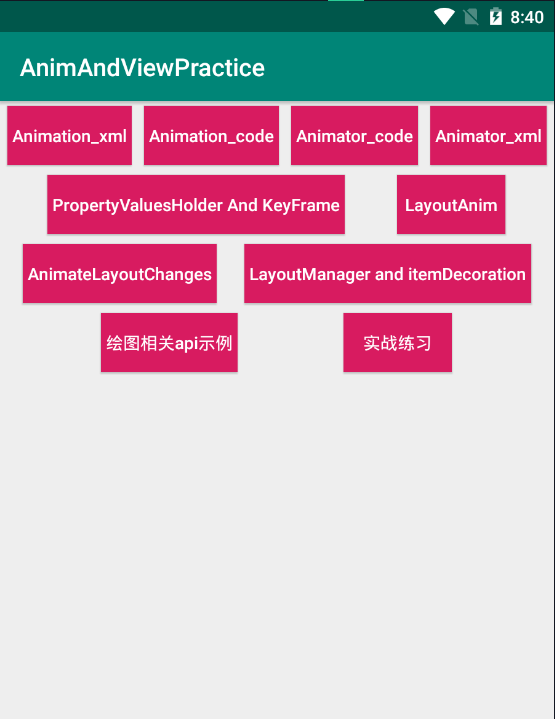 8:40
AnimAndViewPractice
Animation_xml Animation_code Animator_code Animator_xml
PropertyValuesHolder And KeyFrame LayoutAnim
AnimateLayoutChanges LayoutManager and itemDecoration
绘图相关api示例 实战练习